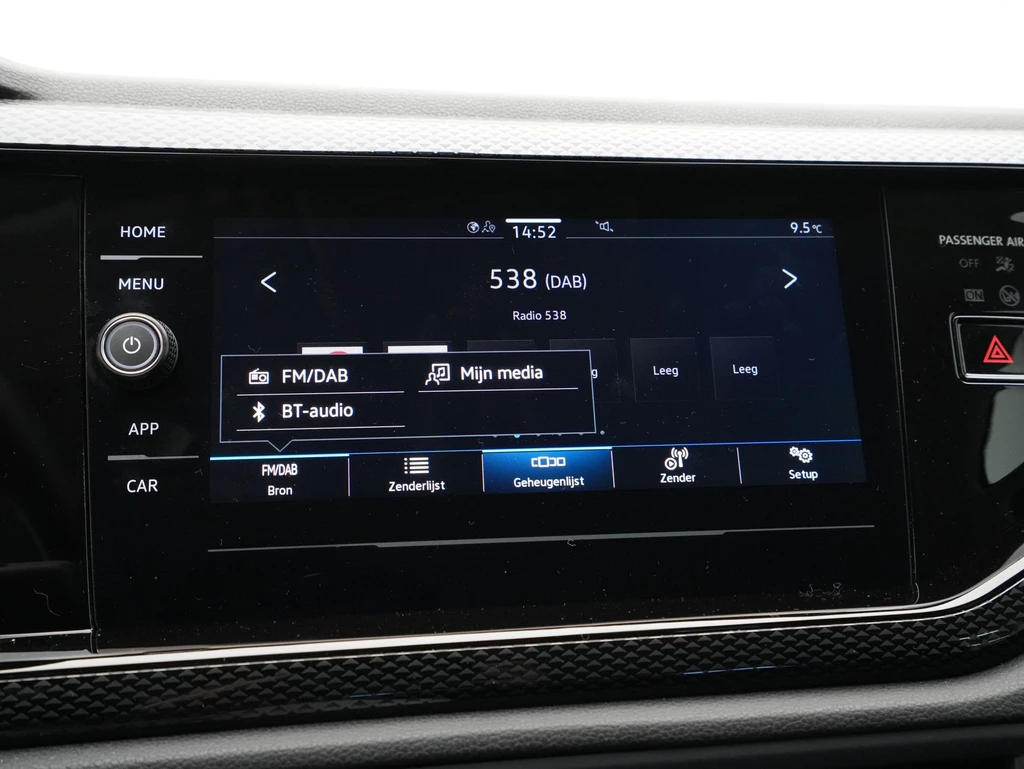 HOME
MENU
APP
CAR
14:52
9.5°C
538 (DAB)
Radio 538
FM/DAB
Mijn media
BT-audio
Leeg
Leeg
FM/DAB
Bron
Zenderlijst
Geheugenlijst
Zender
Setup
PASSENGER AIR
OFF
ON